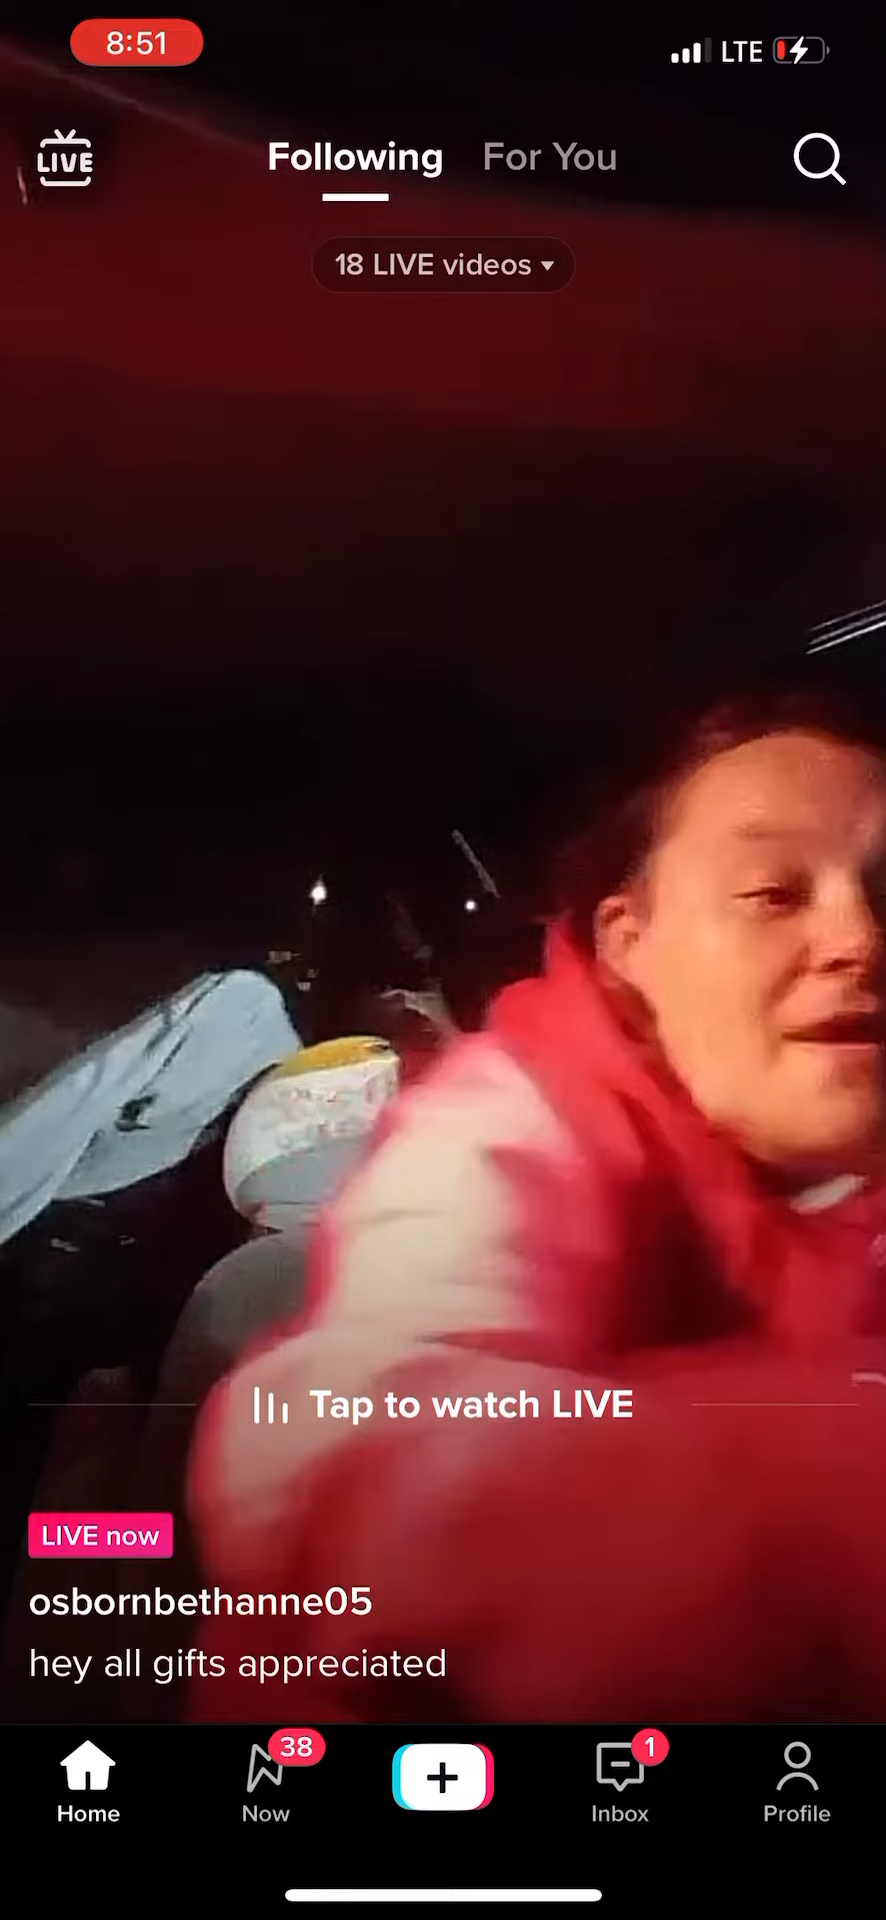 8:51
LTE
LIVE
Following
For You
18 LIVE videos
Tap to watch LIVE
LIVE now
osbornbethanne05
hey all gifts appreciated
38
1
Home
Now
Inbox
Profile